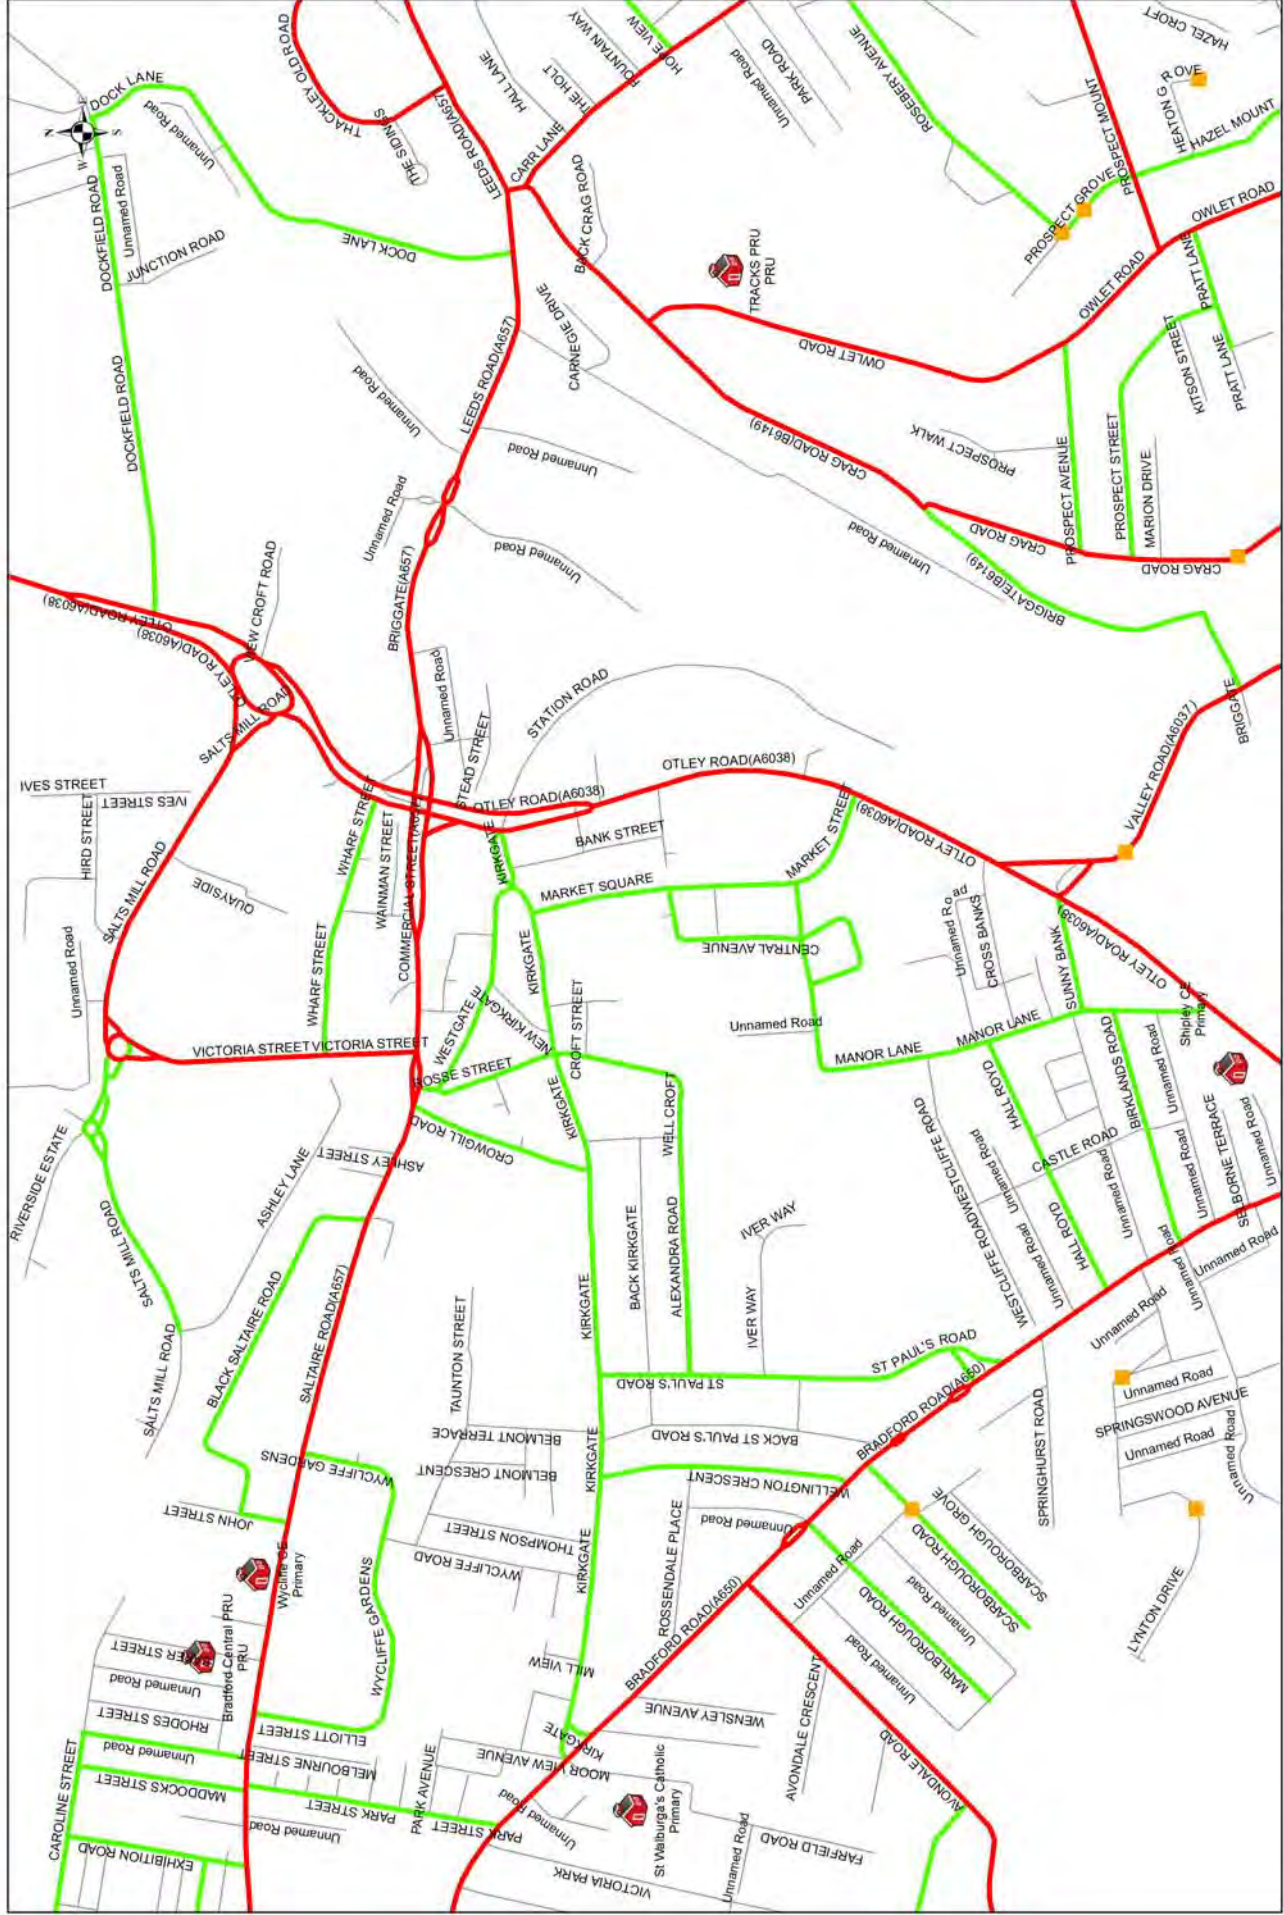 DOCK LANE
THACKLEY OLD ROAD
HALL LANE
FOUNTAIN WAY
HOPE VIEW
THE HOLT
Unnamed Road
PARK ROAD
ROSEBERRY AVENUE
HAZEL CROFT
N
E
S
W
Unnamed Road
THE SIDINGS
LEEDS ROAD(A657
CARR LANE
PROSPECT MOUNT
HEATON G R OVE
HAZEL MOUNT
DOCKFIELD ROAD
Unnamed Road
JUNCTION ROAD
DOCK LANE
BACK CRAG ROAD
TRACKS PRU
PRU
PROSPECT GROVE
OWLET ROAD
OWLET ROAD
PRATT LANE
CARNEGIE DRIVE
LEEDS ROAD(A657)
OWLET ROAD
KITSON STREET
PRATT LANE
DOCKFIELD ROAD
Unnamed Road
Unnamed Road
CRAG ROAD(B6149)
PROSPECT WALK
PROSPECT AVENUE
PROSPECT STREET
MARION DRIVE
Unnamed Road
Unnamed Road
Unnamed Road
CRAG ROAD
CRAG ROAD
BRIGGATE(B6149)
BRIGGATE(A657)
OTLEY ROAD(A6038)
OTLEY ROAD(A6038)
VIEW CROFT ROAD
OTLEY ROAD
SALTS MILL ROAD
Unnamed Road
STATION ROAD
BRIGGATE
VALLEY ROAD(A6037)
IVES STREET
IVES STREET
HIRD STREET
STEAD STREET
OTLEY ROAD(A6038)
OTLEY ROAD(A6038)
OTLEY ROAD(A6038)
WHARF STREET
WAINMAN STREET
COMMERCIAL STREET(A657)
KIRKGATE
BANK STREET
MARKET STREET
SALTS MILL ROAD
QUAYSIDE
MARKET SQUARE
CENTRAL AVENUE
Unnamed Ro ad
CROSS BANKS
SUNNY BANK
OTLEY ROAD(A6038)
Unnamed Road
WHARF STREET
KIRKGATE
NEW KIRKGATE
WESTGATE
CROFT STREET
Unnamed Road
MANOR LANE
MANOR LANE
Shipley CE
Primary
VICTORIA STREET
VICTORIA STREET
ROSSE STREET
HALL ROYD
BIRKLANDS ROAD
Unnamed Road
RIVERSIDE ESTATE
ASHLEY STREET
CROWGILL ROAD
KIRKGATE
WELL CROFT
WESTCLIFFE ROAD
Unnamed Road
CASTLE ROAD
Unnamed Road
Unnamed Road
SELBORNE TERRACE
Unnamed Road
SALTS MILL ROAD
ASHLEY LANE
BACK KIRKGATE
ALEXANDRA ROAD
IVER WAY
IVER WAY
WESTCLIFFE ROAD
Unnamed Road
Unnamed Road
HALL ROYD
Unnamed Road
Unnamed Road
Unnamed Road
SALTS MILL ROAD
BLACK SALTAIRE ROAD
SALTAIRE ROAD(A657)
TAUNTON STREET
KIRKGATE
ST PAUL'S ROAD
ST PAUL'S ROAD
BRADFORD ROAD(A650)
SPRINGHURST ROAD
Unnamed Road
SPRINGSWOOD AVENUE
Unnamed Road
Unnamed Road
WYCLIFFE GARDENS
BELMONT TERRACE
BELMONT CRESCENT
BELMONT CRESCENT
KIRKGATE
BACK ST PAUL'S ROAD
WELLINGTON CRESCENT
JOHN STREET
THOMPSON STREET
WYCLIFFE ROAD
WYCLIFFE ROAD
KIRKGATE
ROSSENDALE PLACE
Unnamed Road
SCARBOROUGH GROVE
SCARBOROUGH ROAD
Unnamed Road
Unnamed Road
MARLBOROUGH ROAD
Unnamed Road
LYNTON DRIVE
Wycliffe CE
Primary
Bradford Central PRU
PRU
WYCLIFFE GARDENS
WYCLIFFE GARDENS
MILL VIEW
BRADFORD ROAD(A650)
WENSLEY AVENUE
AVONDALE CRESCENT
AVONDALE ROAD
Unnamed Road
RHODES STREET
Unnamed Road
ELLIOTT STREET
MELBOURNE STREET
KIRKGATE
MOOR VIEW AVENUE
CAROLINE STREET
MADDOCKS STREET
PARK STREET
PARK AVENUE
PARK STREET
PARK STREET
Unnamed Road
St Walburga's Catholic
Primary
Unnamed Road
FARFIELD ROAD
EXHIBITION ROAD
Unnamed Road
VICTORIA PARK